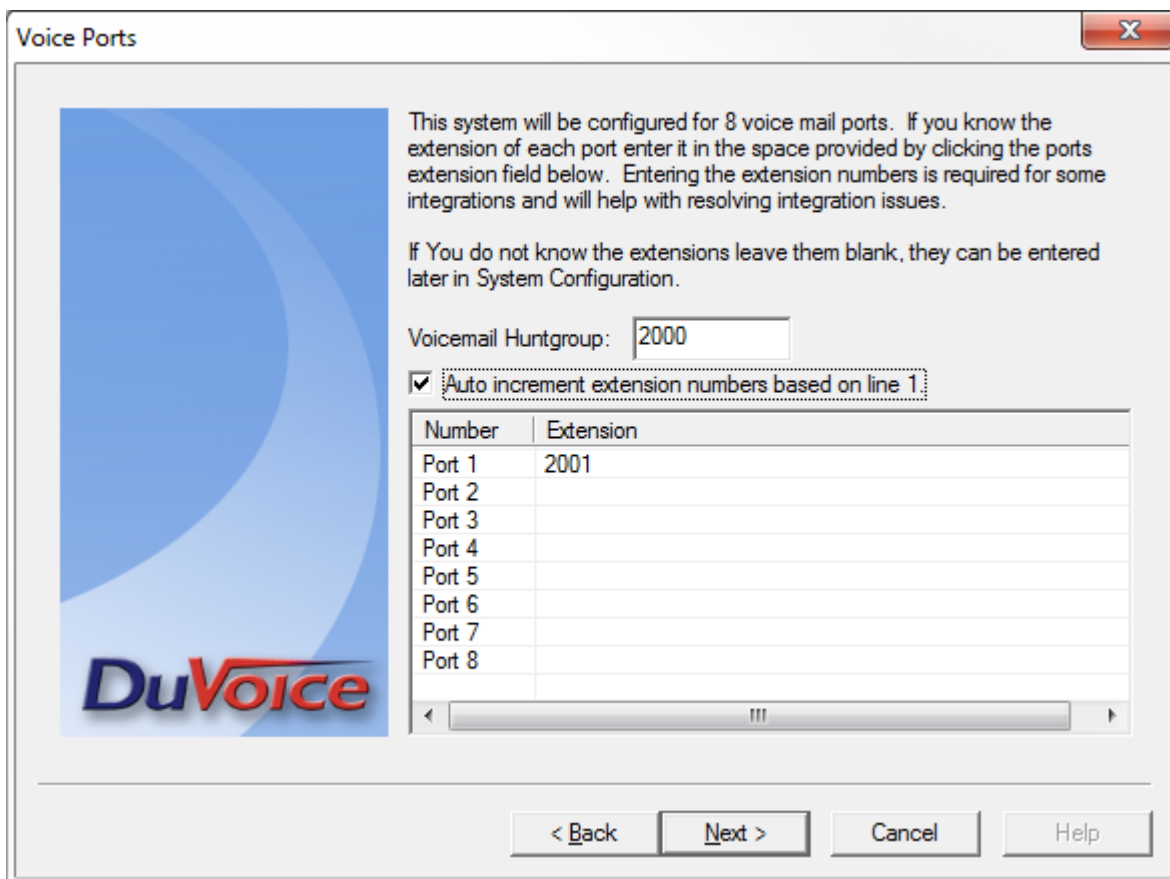 Voice Ports
This system will be configured for 8 voice mail ports. If you know the
extension of each port enter it in the space provided by clicking the ports
extension field below. Entering the extension numbers is required for some
integrations and will help with resolving integration issues.
If You do not know the extensions leave them blank, they can be entered
later in System Configuration.
Voicemail Huntgroup: 2000
Auto increment extension numbers based on line 1.
Number Extension
Port 1 2001
Port 2
Port 3
Port 4
Port 5
Port 6
Port 7
Port 8
DuVoice
< Back Next > Cancel Help